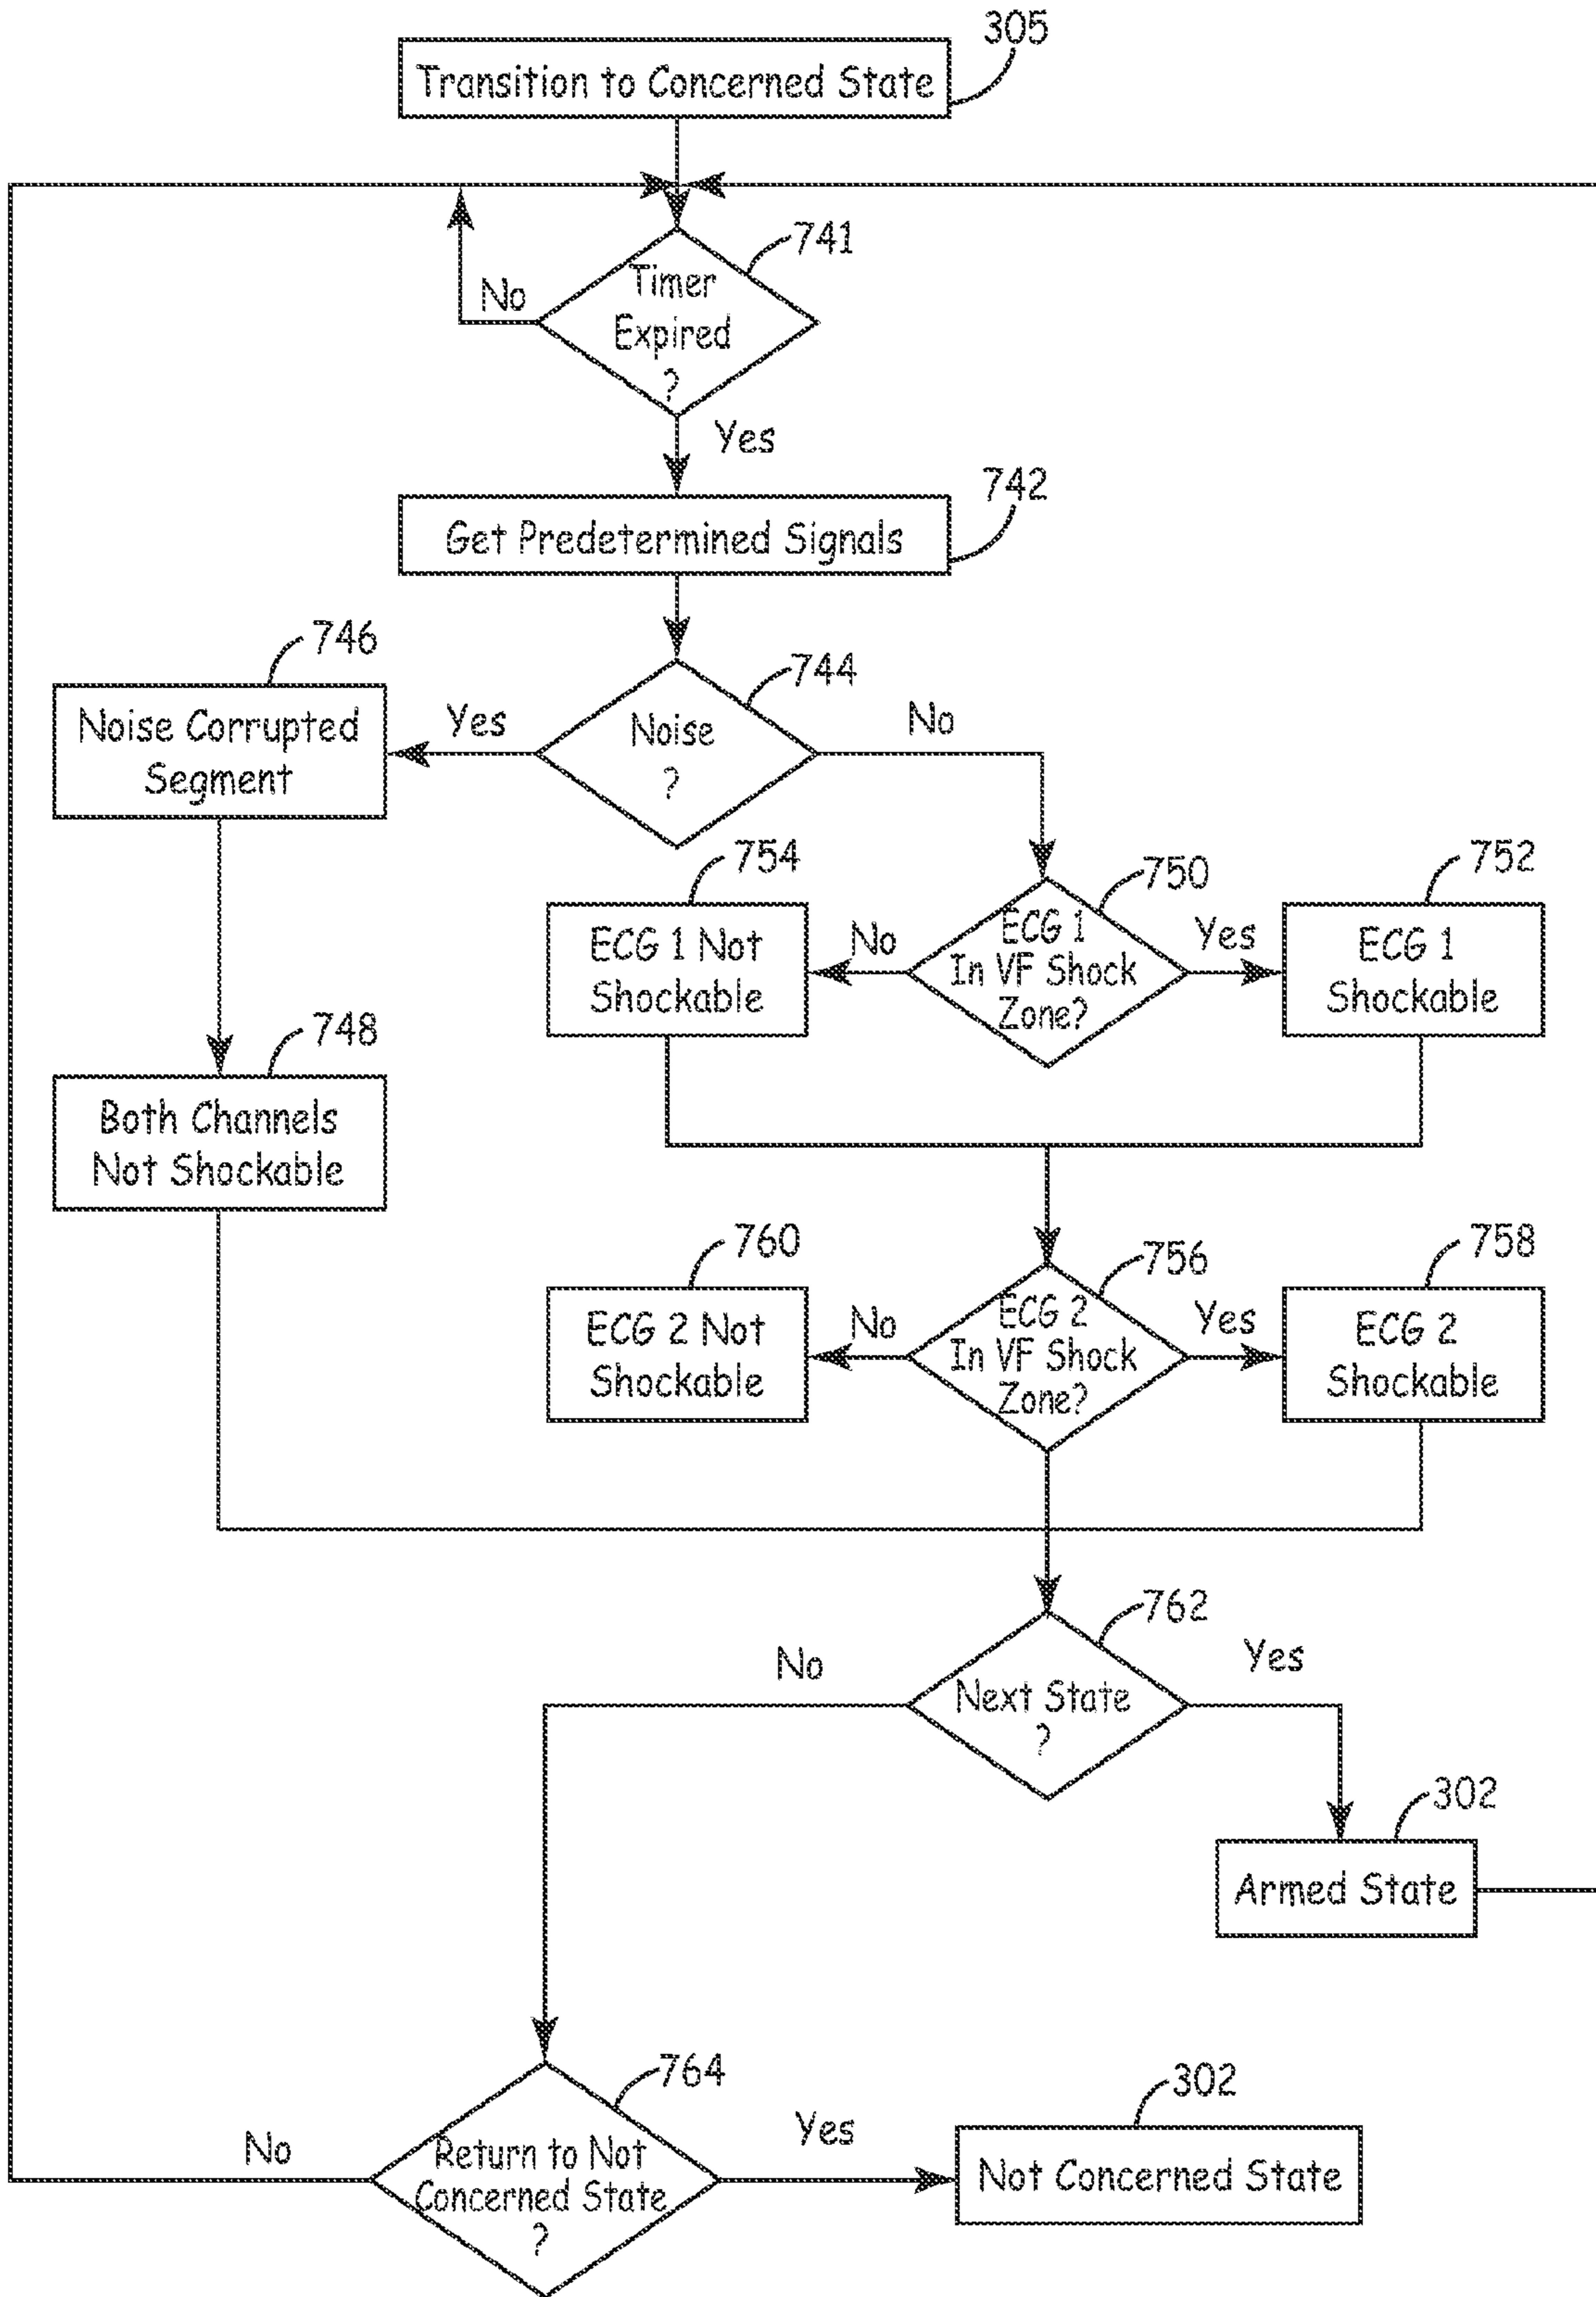 305
Transition to Concerned State
741
Timer
Expired
?
No
Yes
742
Get Predetermined Signals
746
744
Noise Corrupted
Segment
Yes
Noise
?
No
754
750
752
ECG 1 Not
Shockable
No
ECG 1
In VF Shock
Zone?
Yes
ECG 1
Shockable
748
Both Channels
Not Shockable
760
756
758
ECG 2 Not
Shockable
No
ECG 2
In VF Shock
Zone?
Yes
ECG 2
Shockable
762
No
Next State
?
Yes
302
Armed State
764
302
No
Return to Not
Concerned State
?
Yes
Not Concerned State